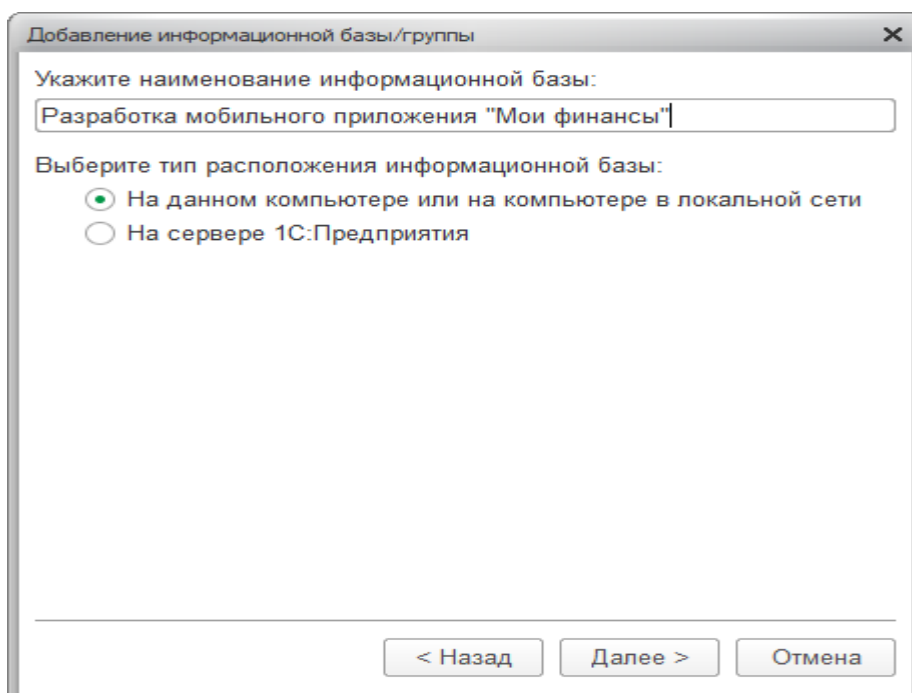 Добавление информационной базы/группы
Укажите наименование информационной базы:
Разработка мобильного приложения "Мои финансы"
Выберите тип расположения информационной базы:
На данном компьютере или на компьютере в локальной сети
На сервере 1С:Предприятия
< Назад Далее > Отмена